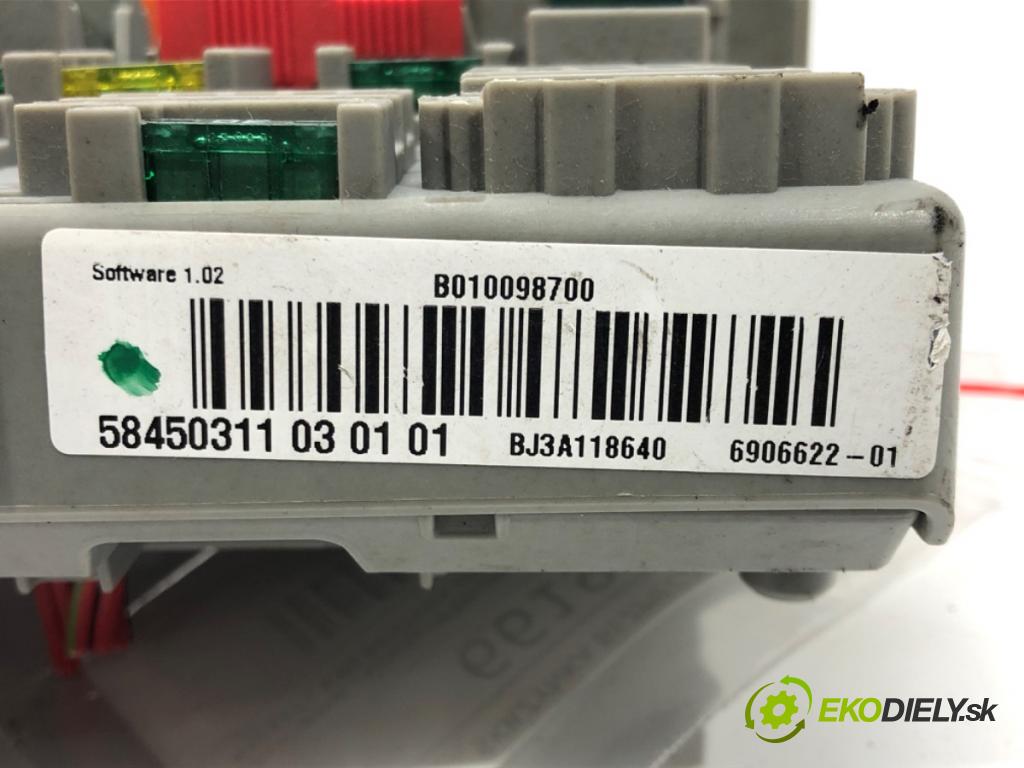 Software 1.02
B010098700
58450311 03 01 01
BJ3A118640
6906622-01
EKODIELY.sk